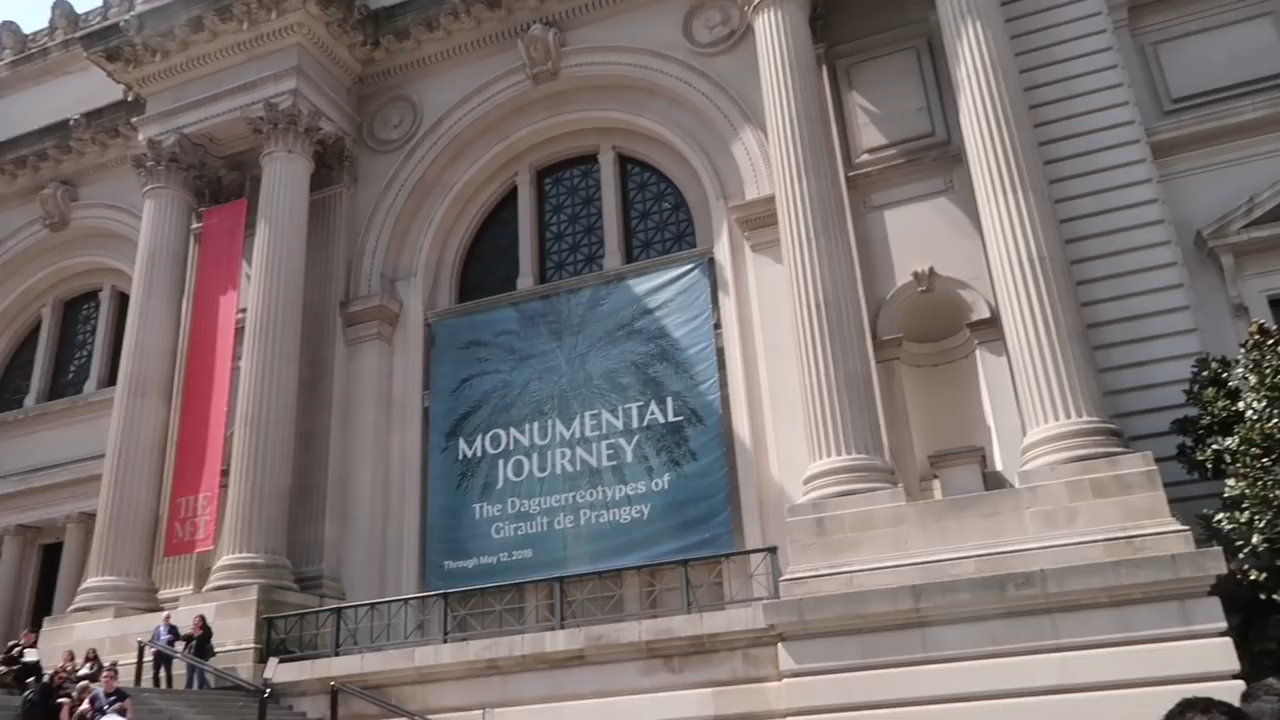 THE
MET
MONUMENTAL
JOURNEY
The Daguerreotypes of
Girault de Prangey
Through May 12, 2019